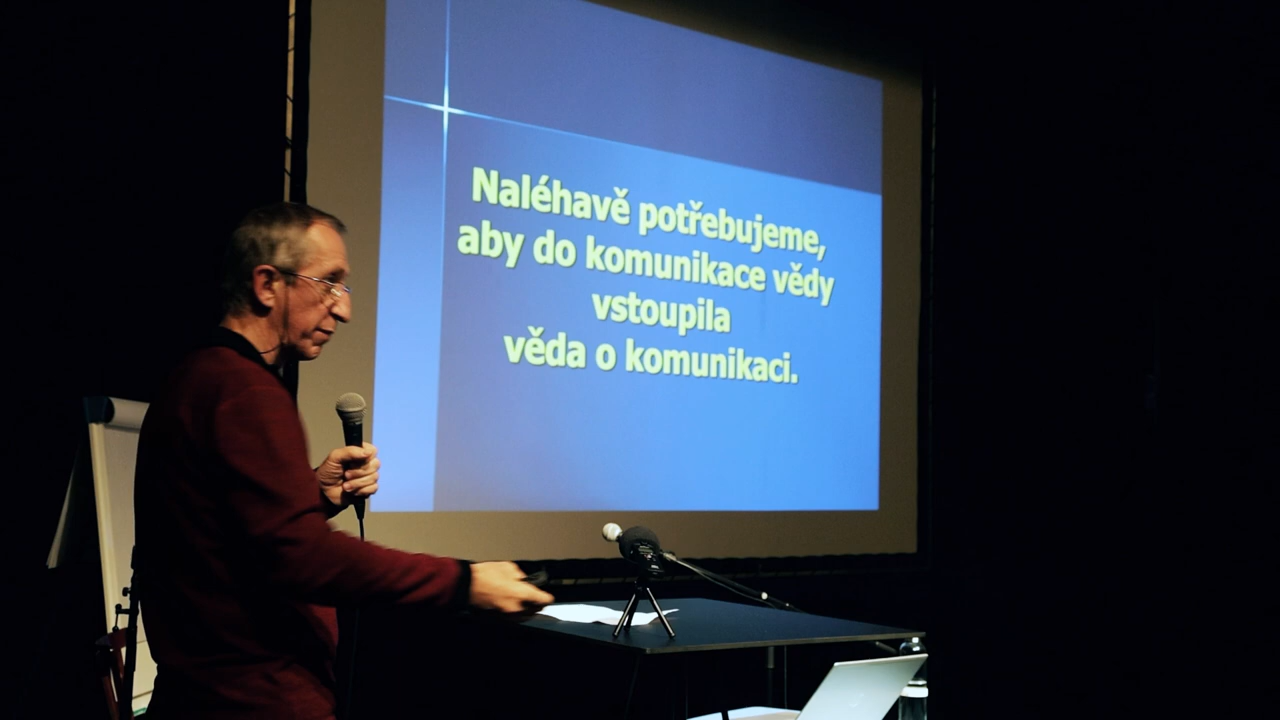 Naléhavě potřebujeme,
aby do komunikace vědy
vstoupila
věda o komunikaci.